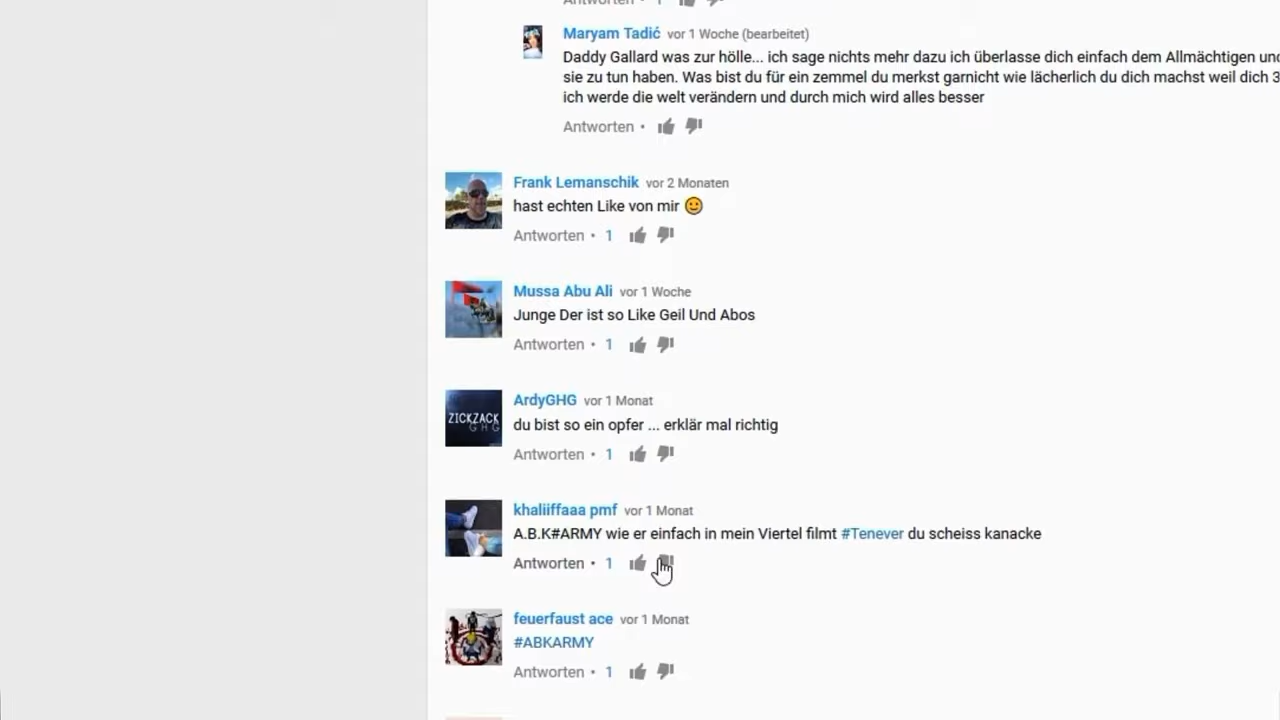 Antworten • 1
Maryam Tadić vor 1 Woche (bearbeitet)
Daddy Gallard was zur hölle... ich sage nichts mehr dazu ich überlasse dich einfach dem Allmächtigen und
sie zu tun haben. Was bist du für ein zemmel du merkst garnicht wie lächerlich du dich machst weil dich 3
ich werde die welt verändern und durch mich wird alles besser
Antworten •
Frank Lemanschik vor 2 Monaten
hast echten Like von mir 🙂
Antworten • 1
Mussa Abu Ali vor 1 Woche
Junge Der ist so Like Geil Und Abos
Antworten • 1
ArdyGHG vor 1 Monat
ZICKZACK
GHG
du bist so ein opfer ... erklär mal richtig
Antworten • 1
khaliiffaaa pmf vor 1 Monat
A.B.K#ARMY wie er einfach in mein Viertel filmt #Tenever du scheiss kanacke
Antworten • 1
feuerfaust ace vor 1 Monat
#ABKARMY
Antworten • 1